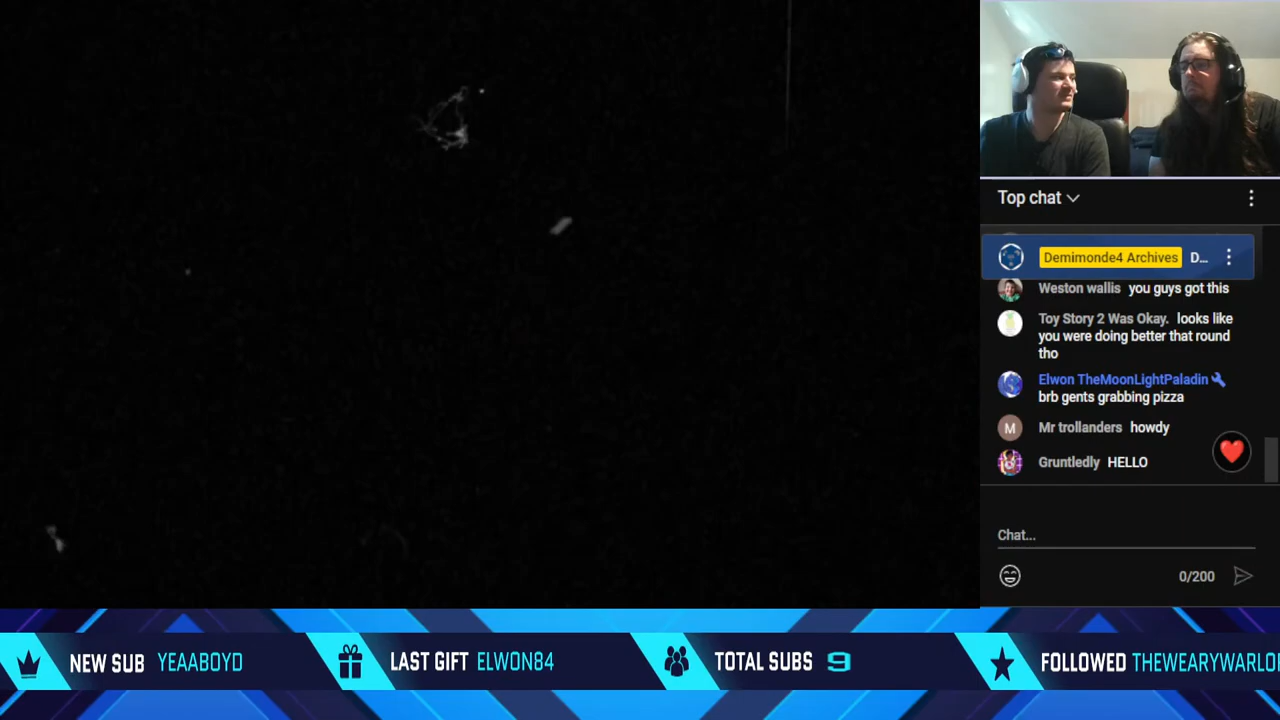 Top chat
Demimonde4 Archives D...
Weston wallis you guys got this
Toy Story 2 Was Okay. looks like
you were doing better that round
tho
Elwon TheMoonLightPaladin
brb gents grabbing pizza
M
Mr trollanders howdy
Gruntledly HELLO
Chat...
0/200
NEW SUB YEAABOYD
LAST GIFT ELWON84
TOTAL SUBS 9
FOLLOWED THEWEARYWARLO